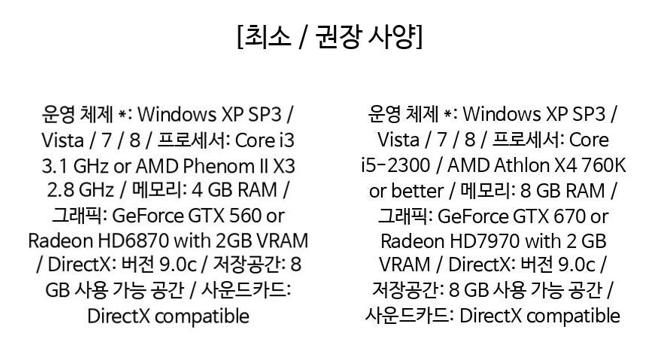 [최소 / 권장 사양]
운영 체제 *: Windows XP SP3 /
Vista / 7 / 8 / 프로세서: Core i3
3.1 GHz or AMD Phenom II X3
2.8 GHz / 메모리: 4 GB RAM /
그래픽: GeForce GTX 560 or
Radeon HD6870 with 2GB VRAM
/ DirectX: 버전 9.0c / 저장공간: 8
GB 사용 가능 공간 / 사운드카드:
DirectX compatible
운영 체제 *: Windows XP SP3 /
Vista / 7 / 8 / 프로세서: Core
i5-2300 / AMD Athlon X4 760K
or better / 메모리: 8 GB RAM /
그래픽: GeForce GTX 670 or
Radeon HD7970 with 2 GB
VRAM / DirectX: 버전 9.0c /
저장공간: 8 GB 사용 가능 공간 /
사운드카드: DirectX compatible